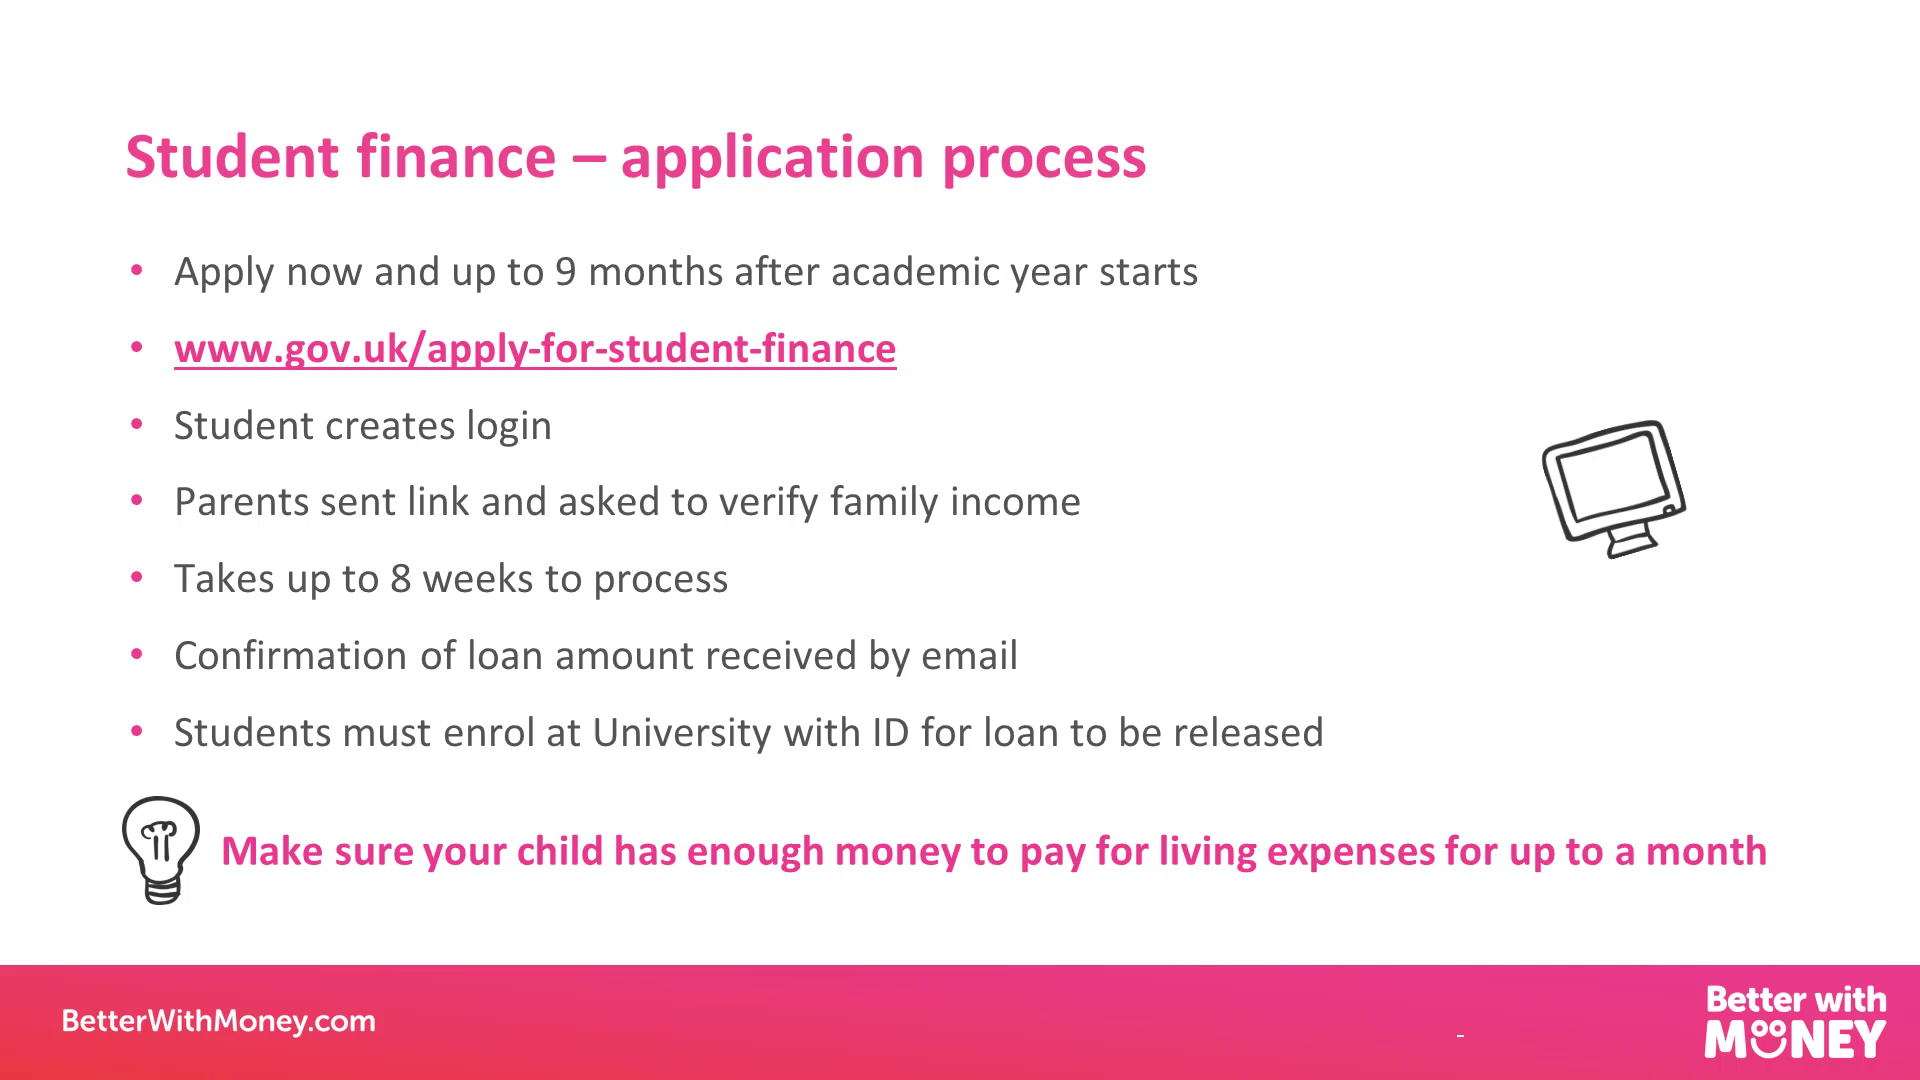 Student finance – application process
• Apply now and up to 9 months after academic year starts
• www.gov.uk/apply-for-student-finance
• Student creates login
• Parents sent link and asked to verify family income
• Takes up to 8 weeks to process
• Confirmation of loan amount received by email
• Students must enrol at University with ID for loan to be released
Make sure your child has enough money to pay for living expenses for up to a month
BetterWithMoney.com
-
Better with
MONEY